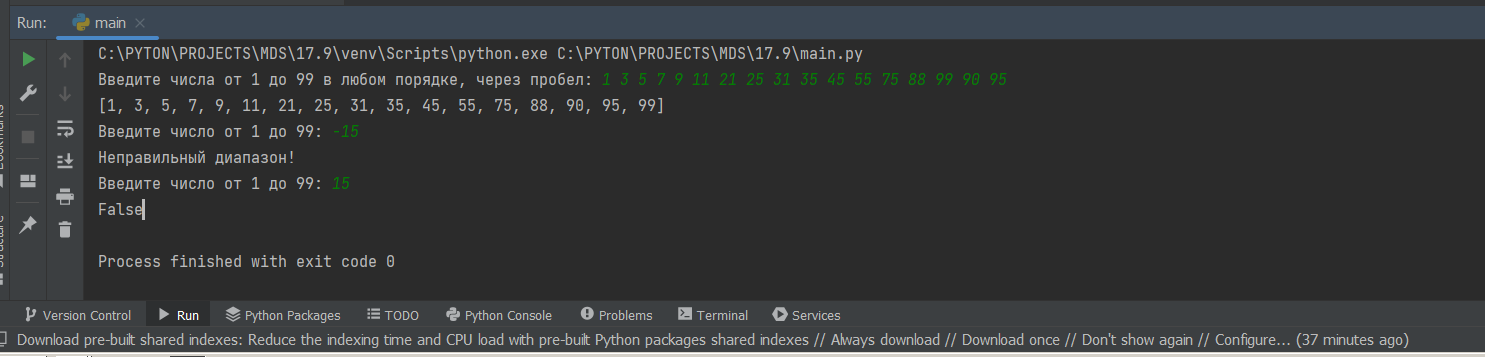 Run: main
C:\PYTON\PROJECTS\MDS\17.9\venv\Scripts\python.exe C:\PYTON\PROJECTS\MDS\17.9\main.py
Введите числа от 1 до 99 в любом порядке, через пробел: 1 3 5 7 9 11 21 25 31 35 45 55 75 88 99 90 95
[1, 3, 5, 7, 9, 11, 21, 25, 31, 35, 45, 55, 75, 88, 90, 95, 99]
Введите число от 1 до 99: -15
Неправильный диапазон!
Введите число от 1 до 99: 15
False
Process finished with exit code 0
Version Control Run Python Packages TODO Python Console Problems Terminal Services
Download pre-built shared indexes: Reduce the indexing time and CPU load with pre-built Python packages shared indexes // Always download // Download once // Don't show again // Configure... (37 minutes ago)